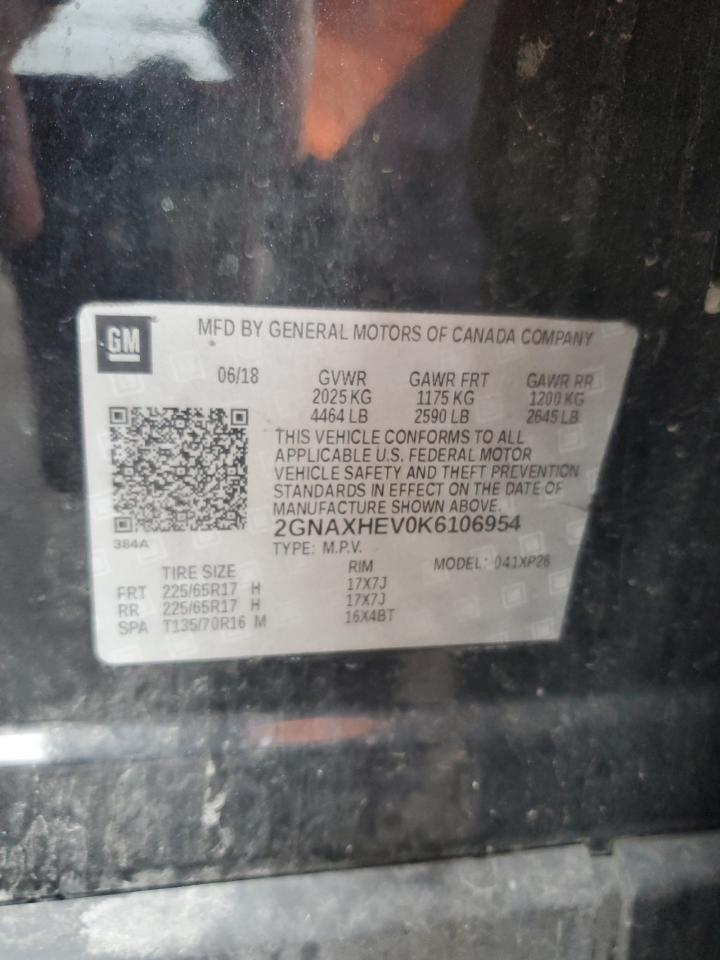 GM
MFD BY GENERAL MOTORS OF CANADA COMPANY
06/18 GVWR GAWR FRT GAWR RR
2025 KG 1175 KG 1200 KG
4464 LB 2590 LB 2645 LB
THIS VEHICLE CONFORMS TO ALL
APPLICABLE U.S. FEDERAL MOTOR
VEHICLE SAFETY AND THEFT PREVENTION
STANDARDS IN EFFECT ON THE DATE OF
MANUFACTURE SHOWN ABOVE.
2GNAXHEV0K6106954
384A
TYPE: M.P.V. MODEL: 041XP26
TIRE SIZE RIM
FRT 225/65R17 H 17X7J
RR 225/65R17 H 17X7J
SPA T135/70R16 M 16X4BT